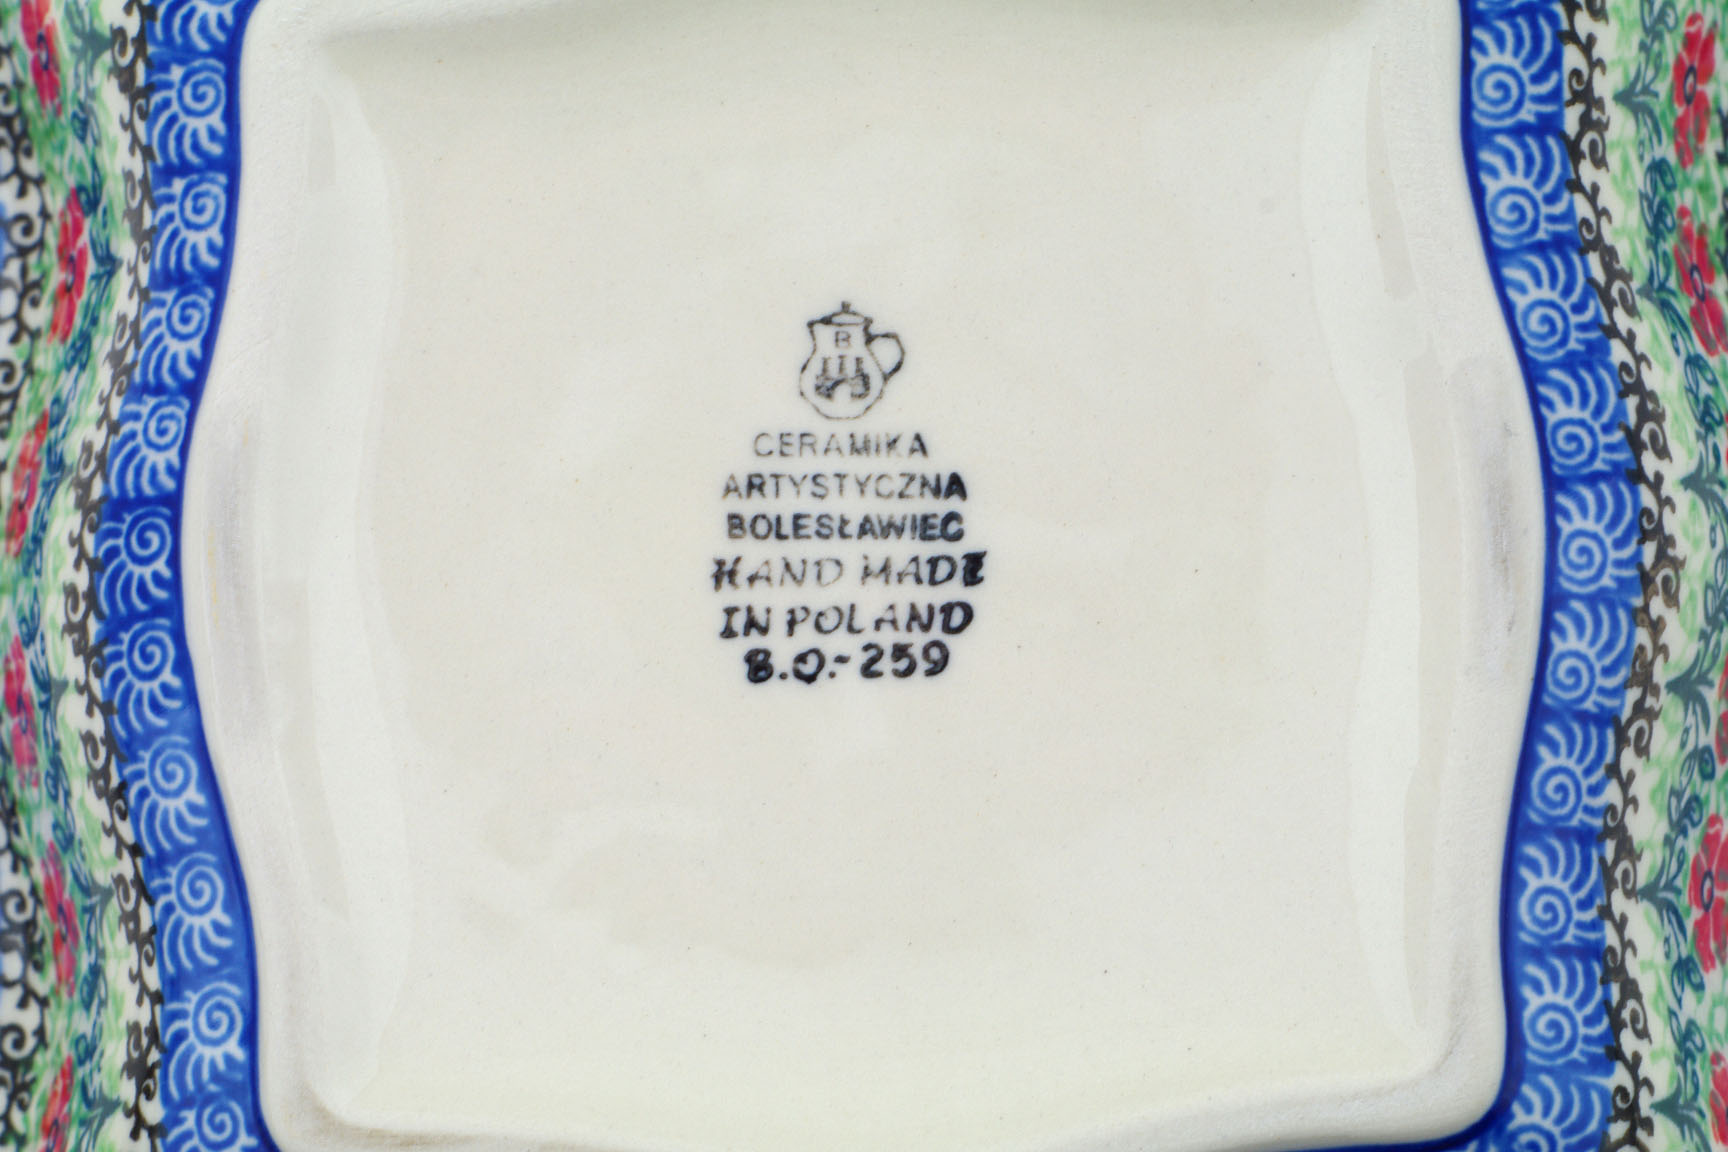 B
CERAMIKA
ARTYSTYCZNA
BOLESŁAWIEC
HAND MADE
IN POLAND
B.O.-259